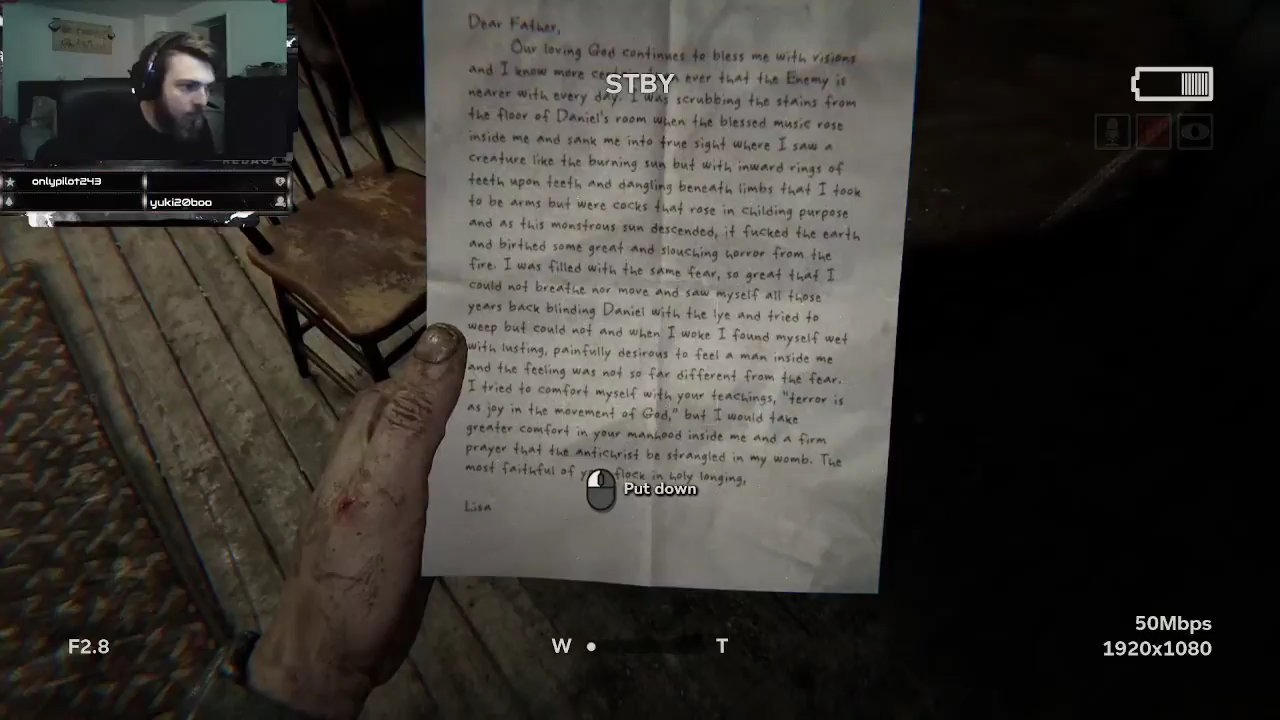 Dear Father,
Our loving God continues to bless me with visions
and I know more ever that the Enemy is
STBY
nearer with every day. I was scrubbing the stains from
the floor of Daniel's room when the blessed music rose
inside me and sank me into true sight where I saw a
creature like the burning sun but with inward rings of
teeth upon teeth and dangling beneath limbs that I took
to be arms but were cocks that rose in childing purpose
and as this monstrous sun descended, it fucked the earth
and birthed some great and slouching horror from the
fire. I was filled with the same fear, so great that I
could not breathe nor move and saw myself all those
years back blinding Daniel with the lye and tried to
weep but could not and when I woke I found myself wet
with lusting, painfully desirous to feel a man inside me
and the feeling was not so far different from the fear.
I tried to comfort myself with your teachings, "terror is
as joy in the movement of God," but I would take
greater comfort in your manhood inside me and a firm
prayer that the antichrist be strangled in my womb. The
most faithful of flock in holy longing,
Put down
Lisa
onlypilot243
yuki20boo
F2.8
W
T
50Mbps
1920x1080